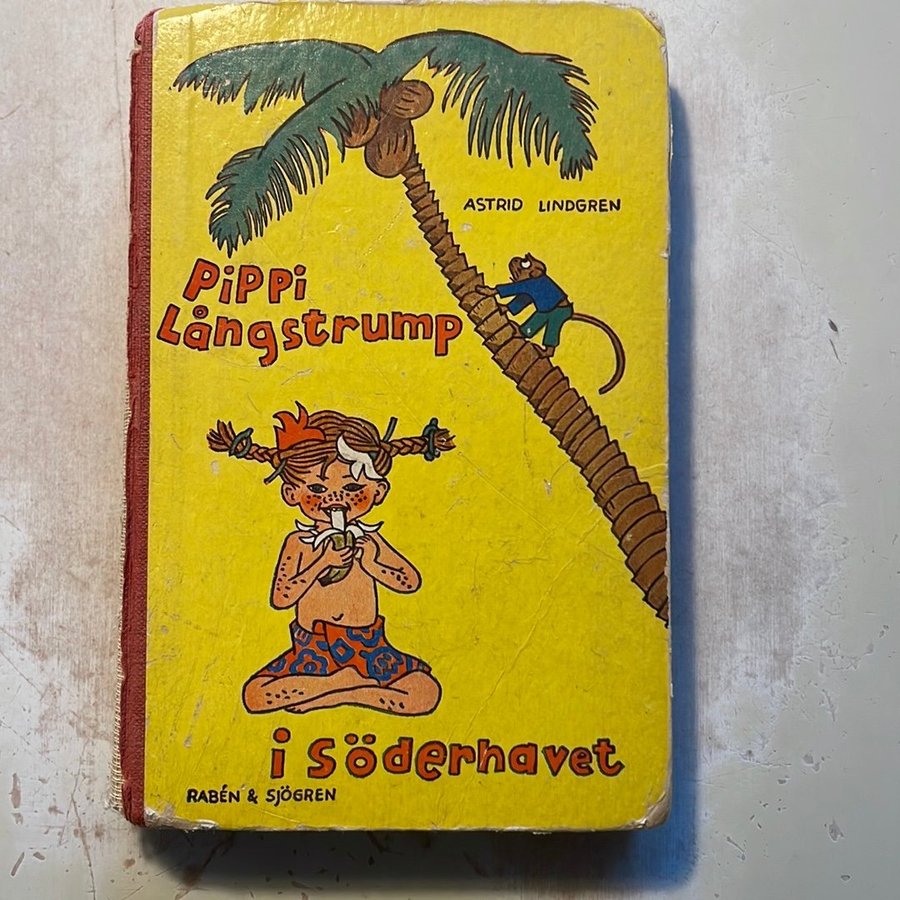 ASTRID LINDGREN
PiPPi
Långstrump
i Söderhavet
RABÉN & SJÖGREN